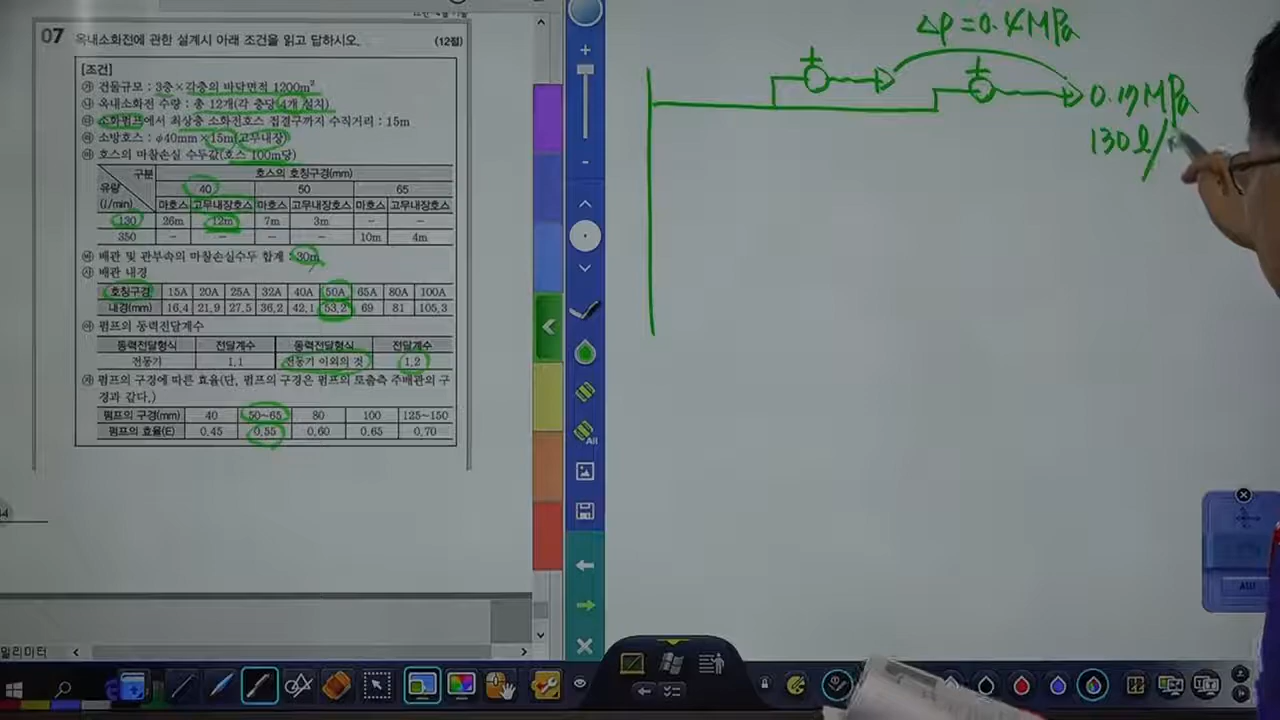 07 옥내소화전에 관한 설계시 아래 조건을 읽고 답하시오. (12점)
[조건]
㉮ 건물규모 : 3층×각층의 바닥면적 1200m²
㉯ 옥내소화전 수량 : 총 12개(각 층당 4개 설치)
㉰ 소화펌프에서 최상층 소화전호스 접결구까지 수직거리 : 15m
㉱ 소방호스 : φ40mm×15m(고무내장)
㉲ 호스의 마찰손실 수두값(호스 100m당)
구분 호스의 호칭구경(mm)
유량 (l/min) 40 50 65
마호스 고무내장호스 마호스 고무내장호스 마호스 고무내장호스
130 26m 12m 7m 3m - -
350 - - - - 10m 4m
㉳ 배관 및 관부속의 마찰손실수두 합계 : 30m
㉴ 배관 내경
호칭구경 15A 20A 25A 32A 40A 50A 65A 80A 100A
내경(mm) 16.4 21.9 27.5 36.2 42.1 53.2 69 81 105.3
㉵ 펌프의 동력전달계수
동력전달형식 전달계수 동력전달형식 전달계수
전동기 1.1 전동기 이외의 것 1.2
㉶ 펌프의 구경에 따른 효율(단, 펌프의 구경은 펌프의 토출측 주배관의 구
경과 같다.)
펌프의 구경(mm) 40 50~65 80 100 125~150
펌프의 효율(E) 0.45 0.55 0.60 0.65 0.70
ΔP=0.4MPa
0.17MPa
130ℓ/
밀리미터
All
All